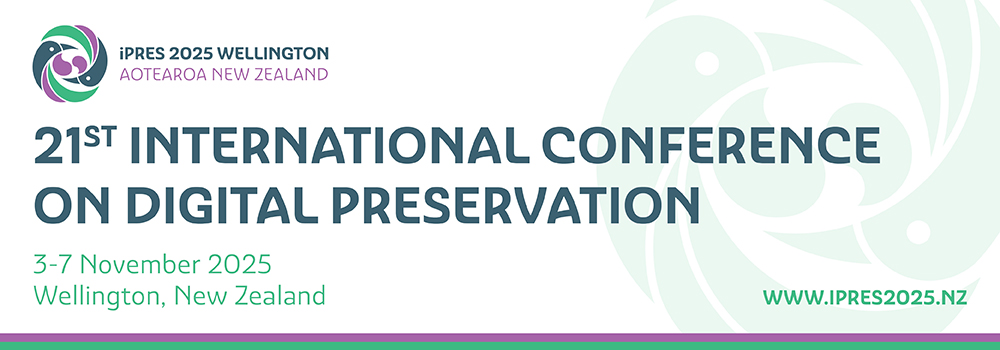 iPRES 2025 WELLINGTON
AOTEAROA NEW ZEALAND
21ST INTERNATIONAL CONFERENCE
ON DIGITAL PRESERVATION
3-7 November 2025
Wellington, New Zealand
WWW.IPRES2025.NZ